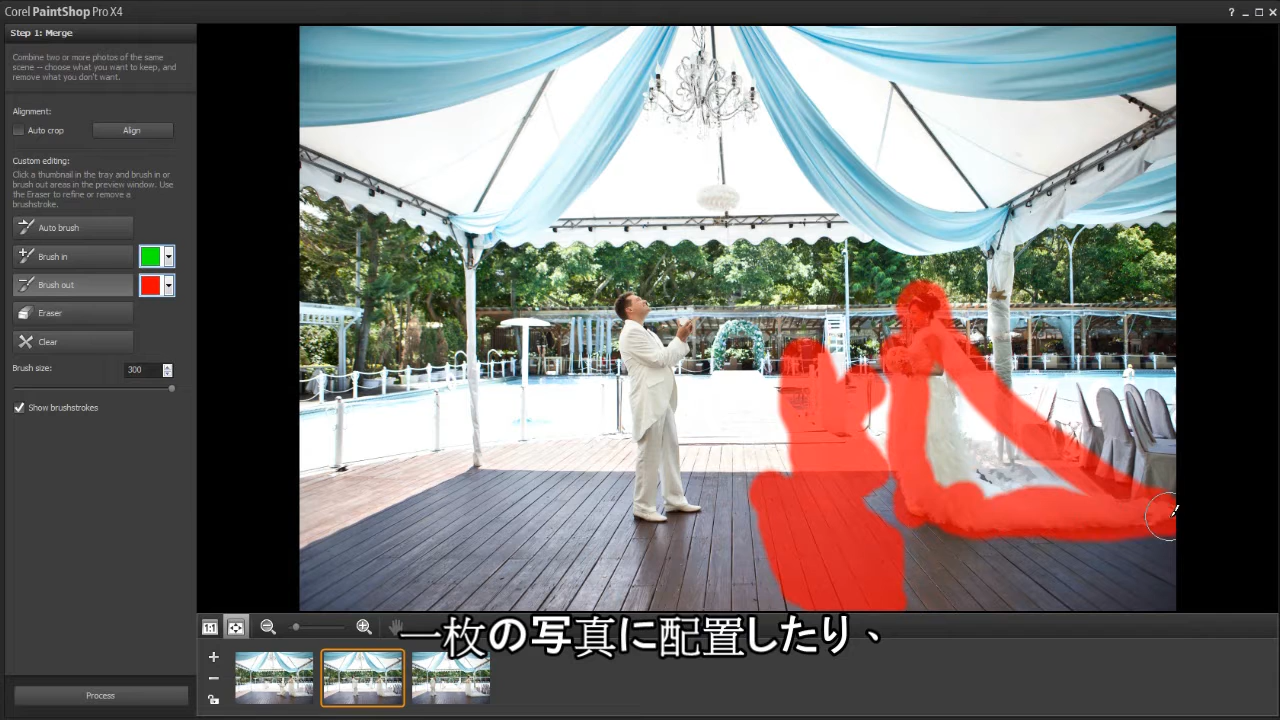 Corel PaintShop Pro X4
Step 1: Merge
Combine two or more photos of the same
scene -- choose what you want to keep, and
remove what you don't want.
Alignment:
Auto crop
Align
Custom editing:
Click a thumbnail in the tray and brush in or
brush out areas in the preview window. Use
the Eraser to refine or remove a
brushstroke.
Auto brush
Brush in
Brush out
Eraser
Clear
Brush size:
300
Show brushstrokes
1:1
一枚の写真に配置したり、
Process